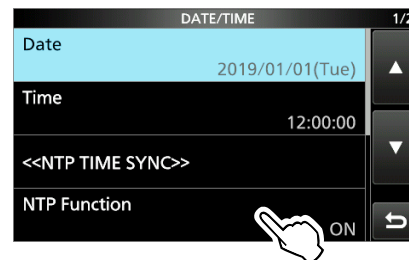 DATE/TIME 1/2
Date
2019/01/01(Tue)
Time
12:00:00
<<NTP TIME SYNC>>
NTP Function
ON